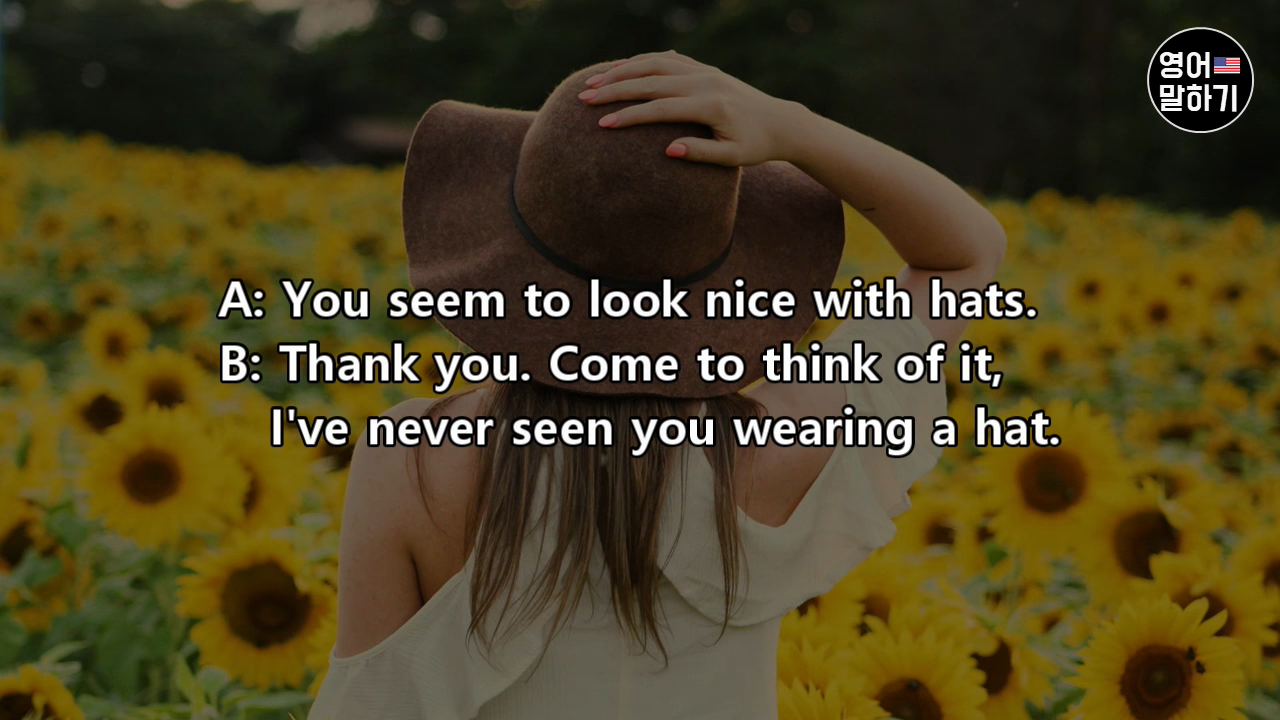 영어
말하기
A: You seem to look nice with hats.
B: Thank you. Come to think of it,
I've never seen you wearing a hat.